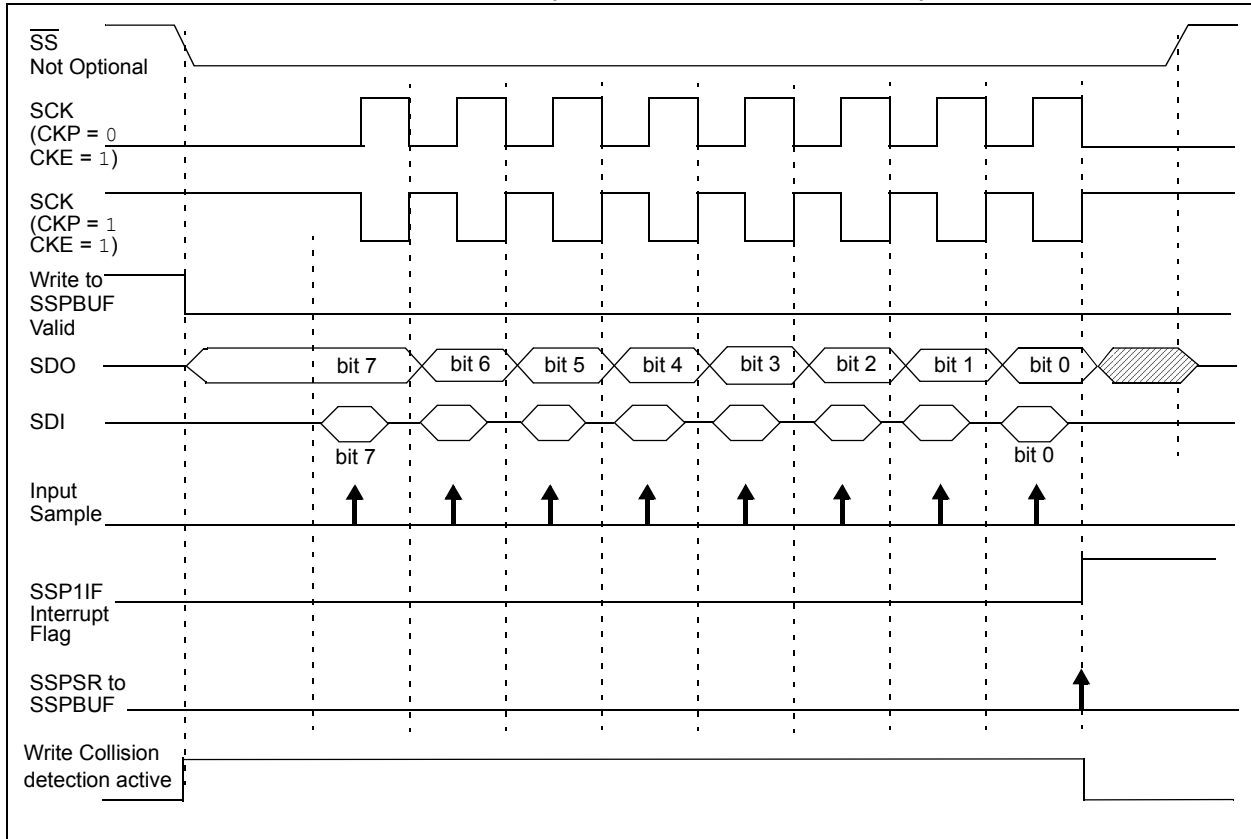 SS
Not Optional
SCK
(CKP = 0
CKE = 1)
SCK
(CKP = 1
CKE = 1)
Write to
SSPBUF
Valid
SDO
bit 7 bit 6 bit 5 bit 4 bit 3 bit 2 bit 1 bit 0
SDI
bit 7 bit 0
Input
Sample
SSP1IF
Interrupt
Flag
SSPSR to
SSPBUF
Write Collision
detection active